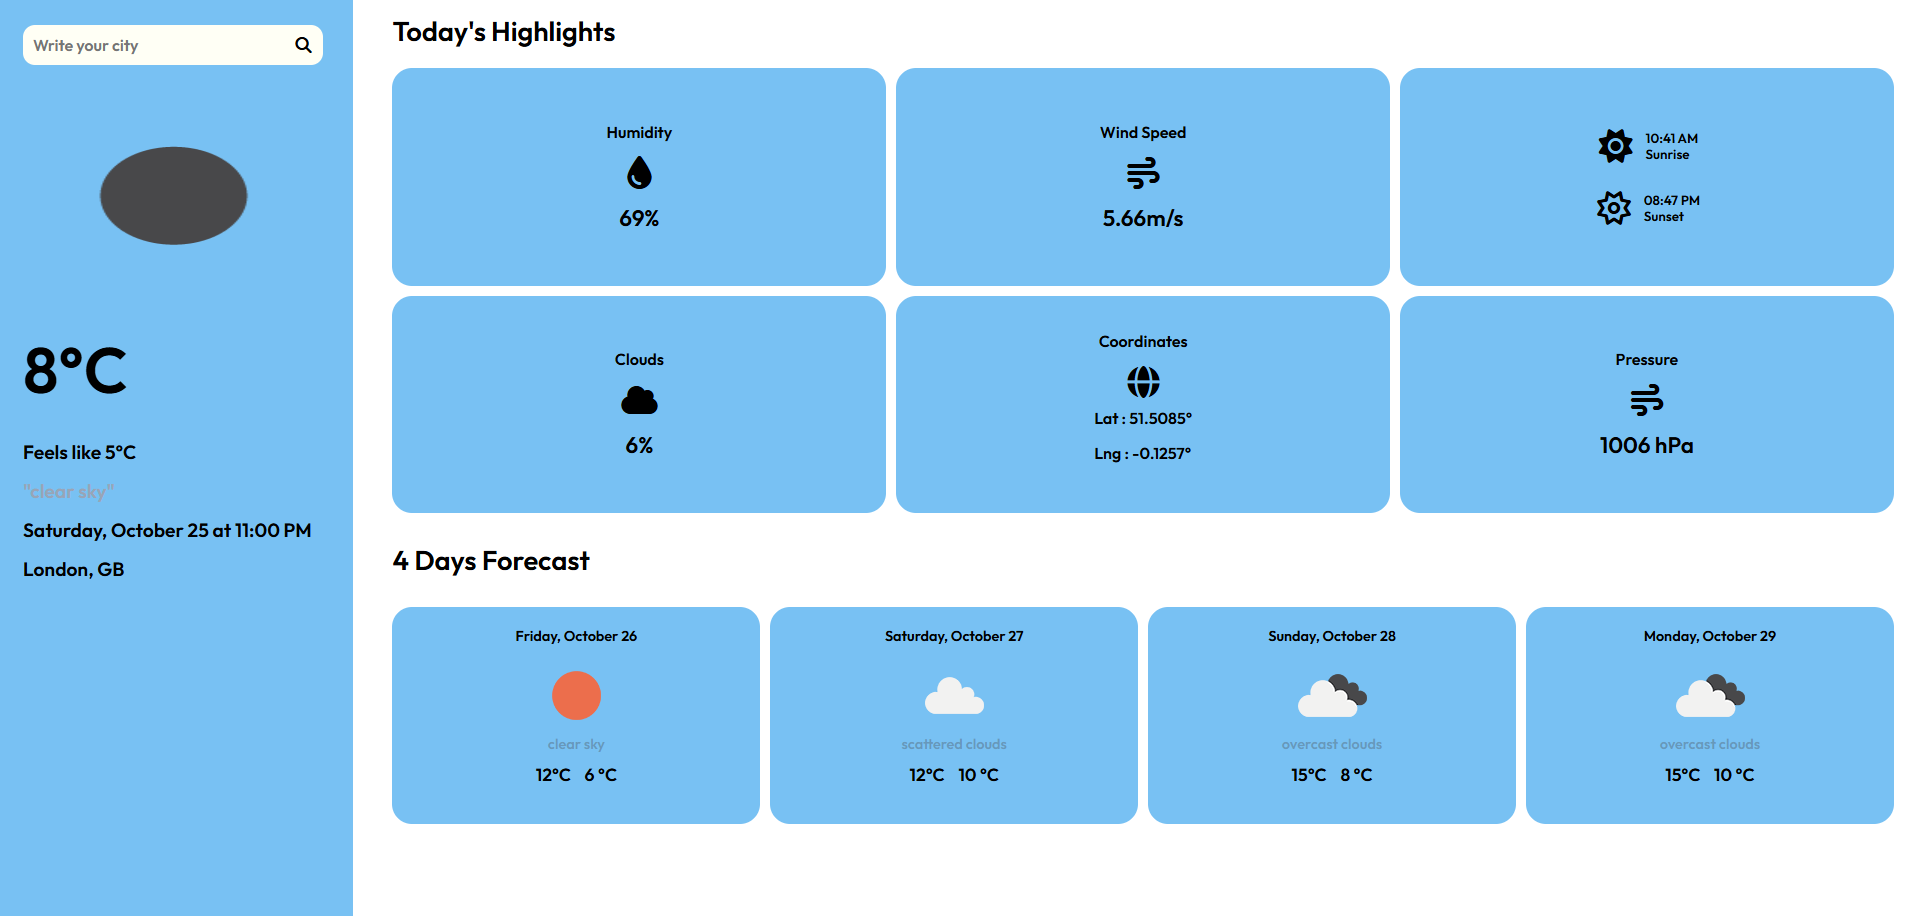 Write your city
8°C
Feels like 5°C
"clear sky"
Saturday, October 25 at 11:00 PM
London, GB
Today's Highlights
Humidity
69%
Wind Speed
5.66m/s
10:41 AM
Sunrise
08:47 PM
Sunset
Clouds
6%
Coordinates
Lat : 51.5085°
Lng : -0.1257°
Pressure
1006 hPa
4 Days Forecast
Friday, October 26
clear sky
12°C 6 °C
Saturday, October 27
scattered clouds
12°C 10 °C
Sunday, October 28
overcast clouds
15°C 8 °C
Monday, October 29
overcast clouds
15°C 10 °C